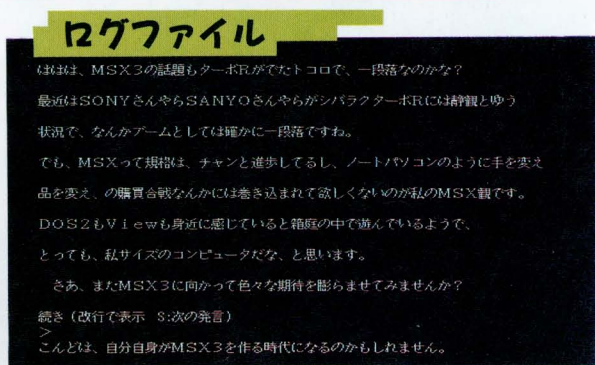 ログファイル
ははは、MSX3の話題もターボRがでたトコロで、一段落なのかな？
最近はSONYさんやらSANYOさんやらがシバラクターボRには静観とゆう
状況で、なんかブームとしては確かに一段落ですね。
でも、MSXって規格は、チャンと進歩してるし、ノートパソコンのように手を変え
品を変え、の購買合戦なんかには巻き込まれて欲しくないのが私のMSX観です。
DOS2もViewも身近に感じていると箱庭の中で遊んでいるようで、
とっても、私サイズのコンピュータだな、と思います。
さあ、またMSX3に向かって色々な期待を膨らませてみませんか？
続き（改行で表示　S:次の発言）
>
こんどは、自分自身がMSX3を作る時代になるのかもしれません。